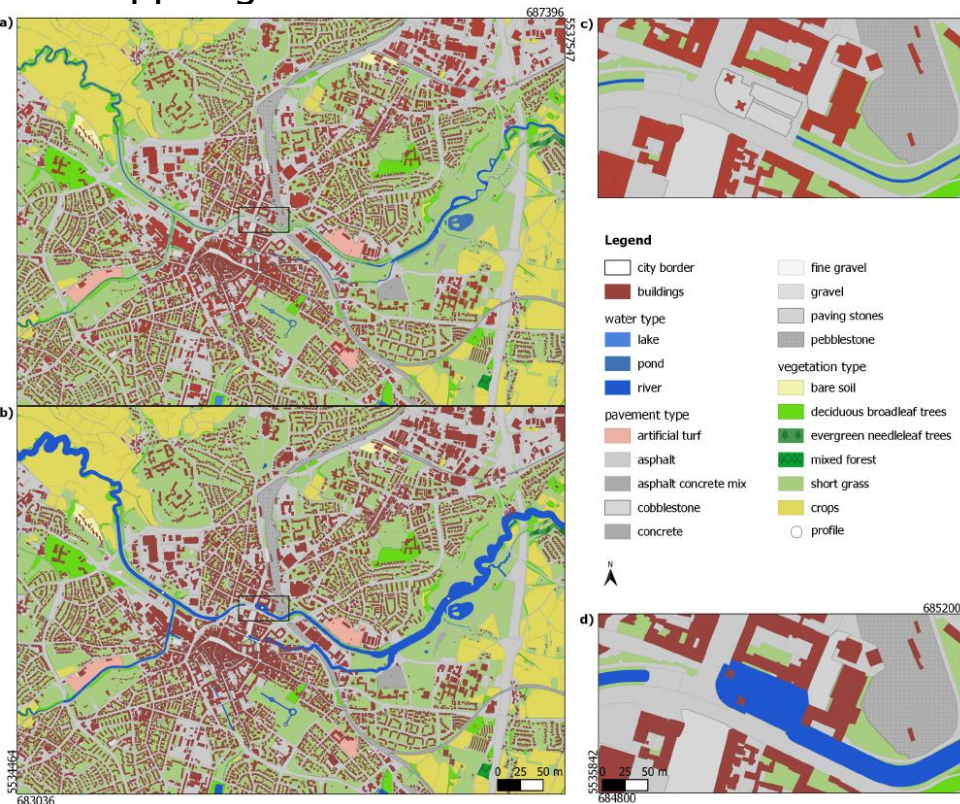 a)
687396
5537547
c)
Legend
city border
buildings
water type
lake
pond
river
pavement type
artificial turf
asphalt
asphalt concrete mix
cobblestone
concrete
fine gravel
gravel
paving stones
pebblestone
vegetation type
bare soil
deciduous broadleaf trees
evergreen needleleaf trees
mixed forest
short grass
crops
profile
N
b)
0 25 50 m
5534464
683036
685200
d)
0 25 50 m
5535842
684800